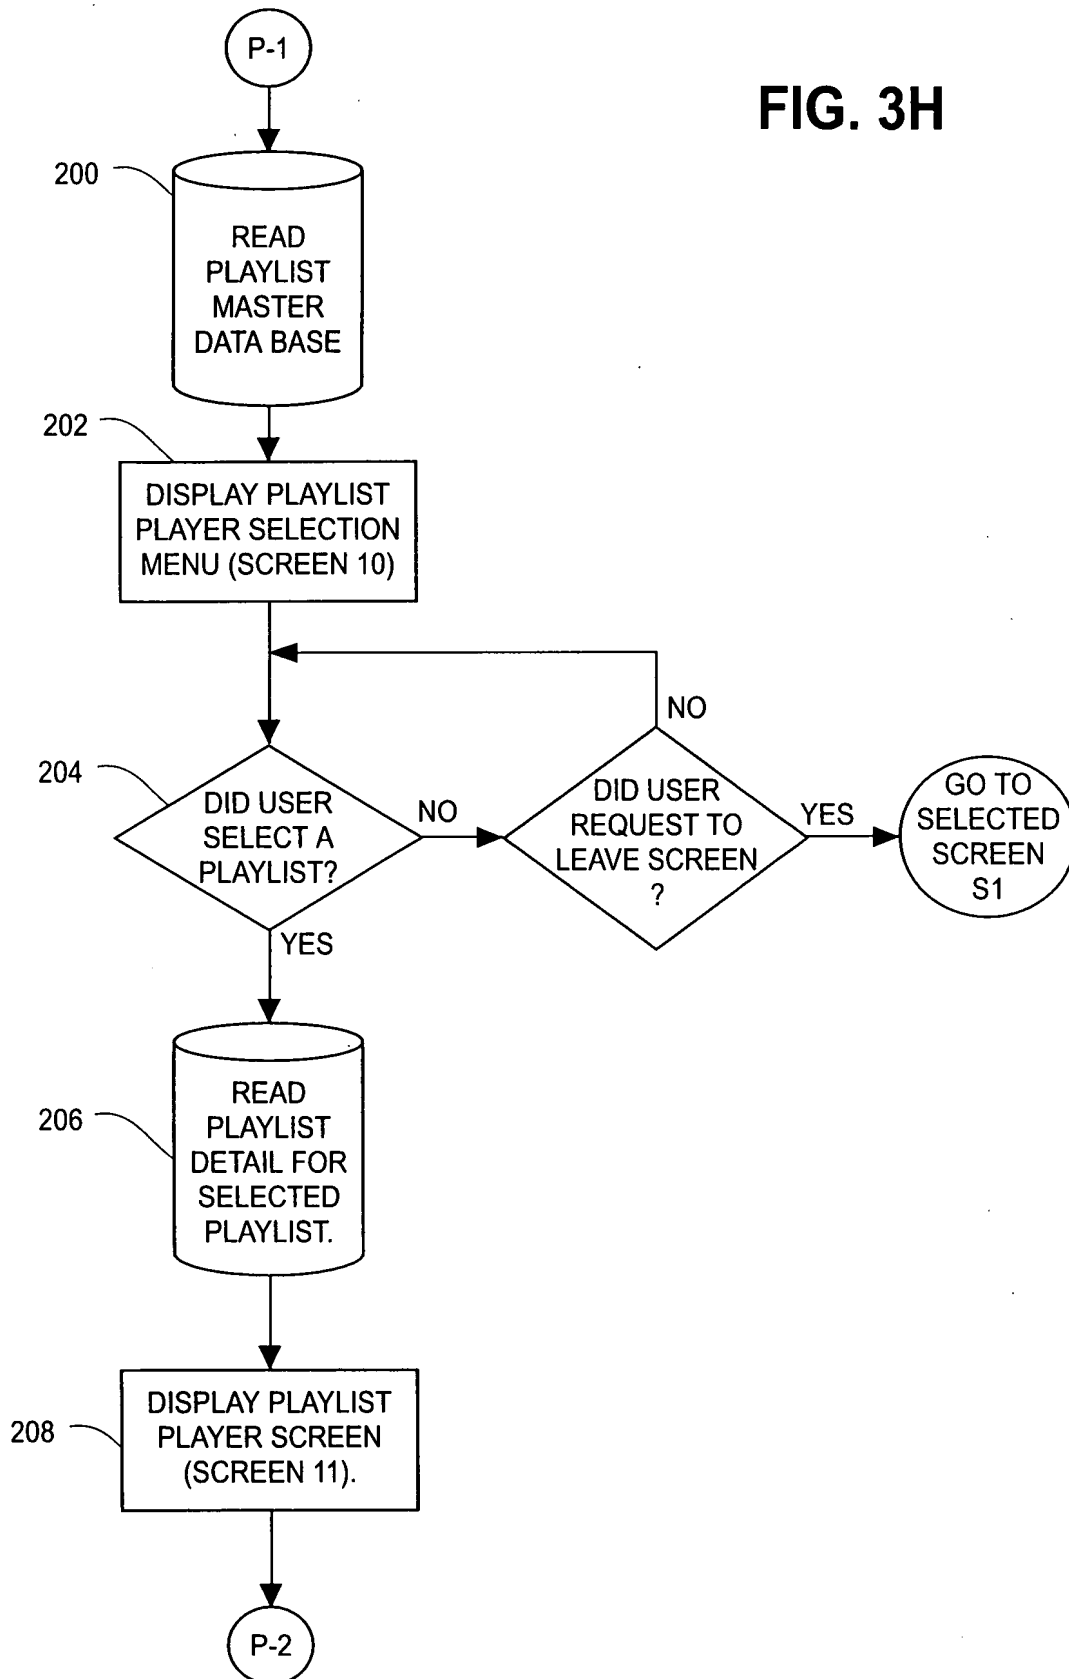 P-1
FIG. 3H
200
READ
PLAYLIST
MASTER
DATA BASE
202
DISPLAY PLAYLIST
PLAYER SELECTION
MENU (SCREEN 10)
NO
204
DID USER
SELECT A
PLAYLIST?
NO
DID USER
REQUEST TO
LEAVE SCREEN
?
YES
GO TO
SELECTED
SCREEN
S1
YES
206
READ
PLAYLIST
DETAIL FOR
SELECTED
PLAYLIST.
208
DISPLAY PLAYLIST
PLAYER SCREEN
(SCREEN 11).
P-2